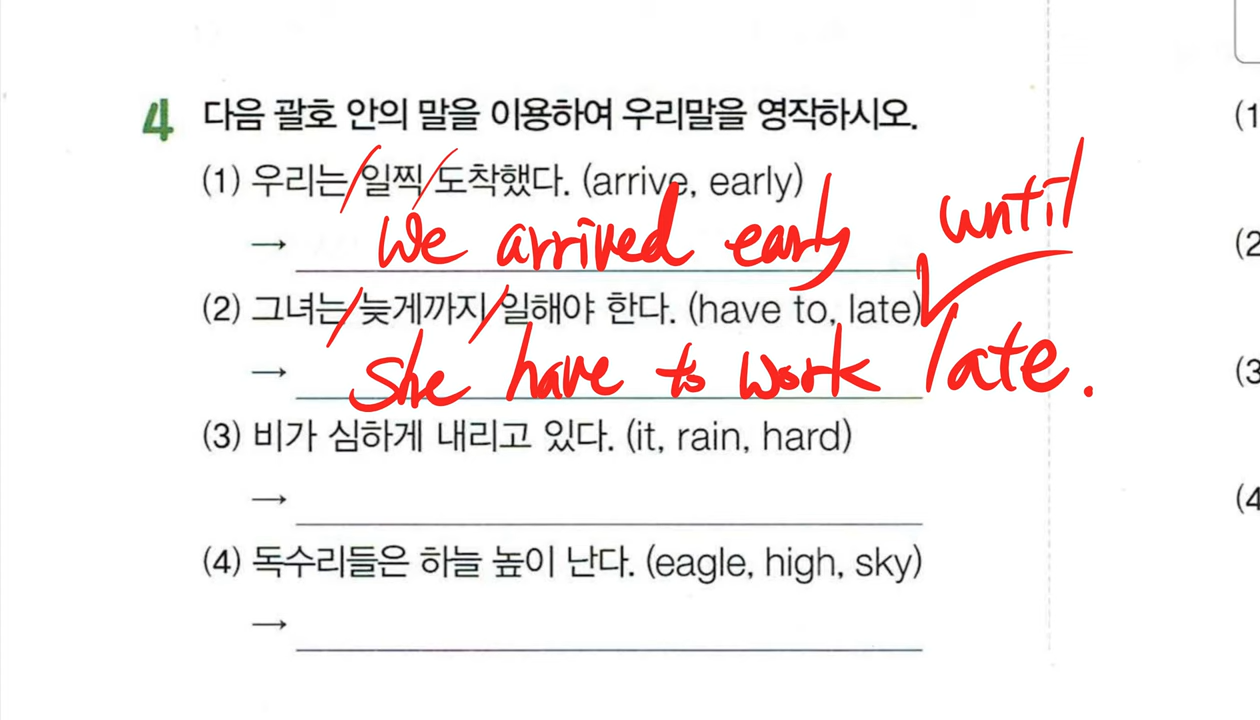 4 다음 괄호 안의 말을 이용하여 우리말을 영작하시오.
(1) 우리는 일찍 도착했다. (arrive, early)
→ We arrived early
until
(2) 그녀는 늦게까지 일해야 한다. (have to, late)
→ She have to work late.
(3) 비가 심하게 내리고 있다. (it, rain, hard)
→
(4) 독수리들은 하늘 높이 난다. (eagle, high, sky)
→
(1
(2
(3
(4